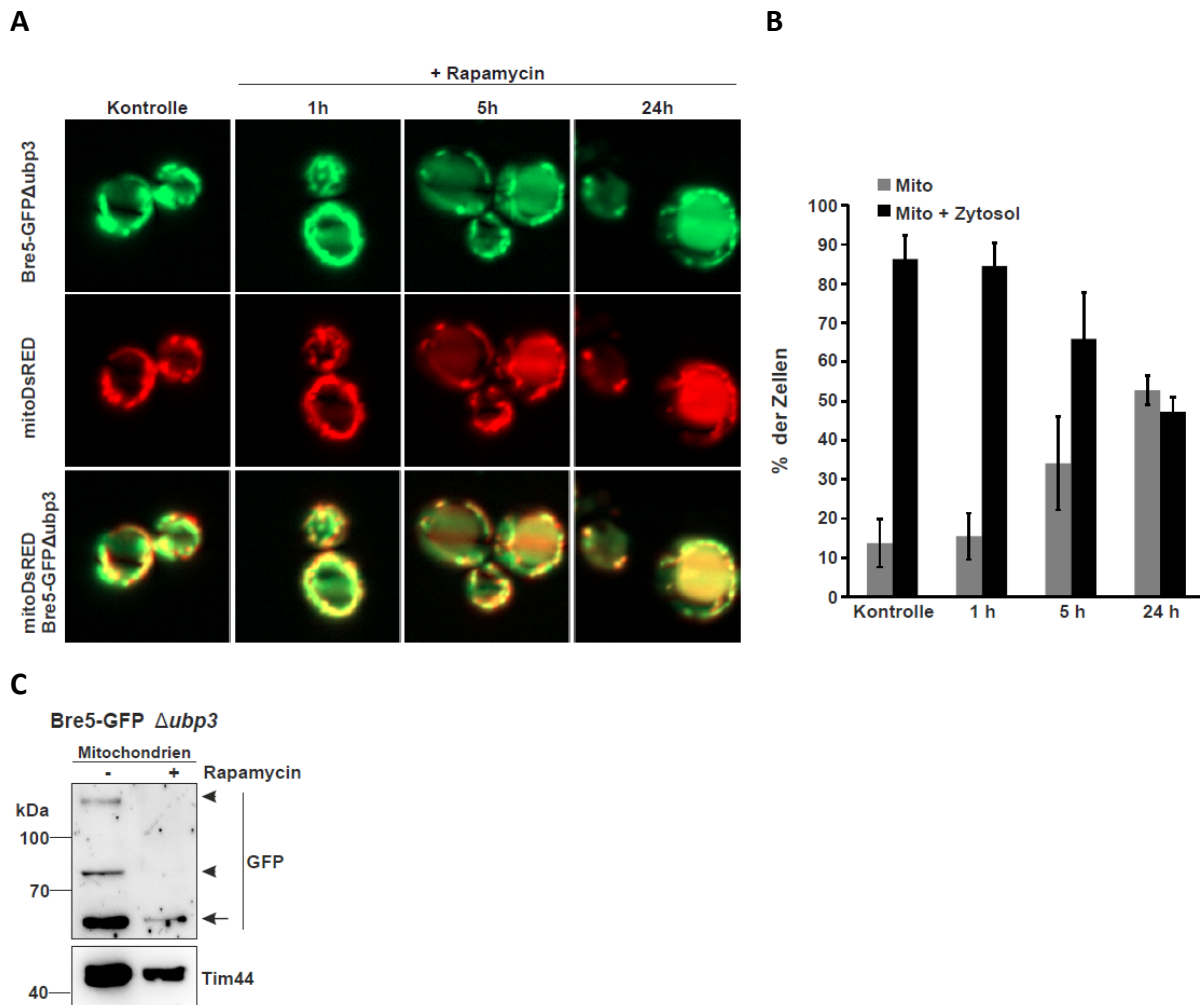 A
+ Rapamycin
Kontrolle 1h 5h 24h
Bre5-GFPΔubp3
mitoDsRED
mitoDsRED
Bre5-GFPΔubp3
B
Mito
Mito + Zytosol
% der Zellen
100
90
80
70
60
50
40
30
20
10
0
Kontrolle 1 h 5 h 24 h
C
Bre5-GFP Δubp3
Mitochondrien
- + Rapamycin
kDa
100
70
GFP
Tim44
40